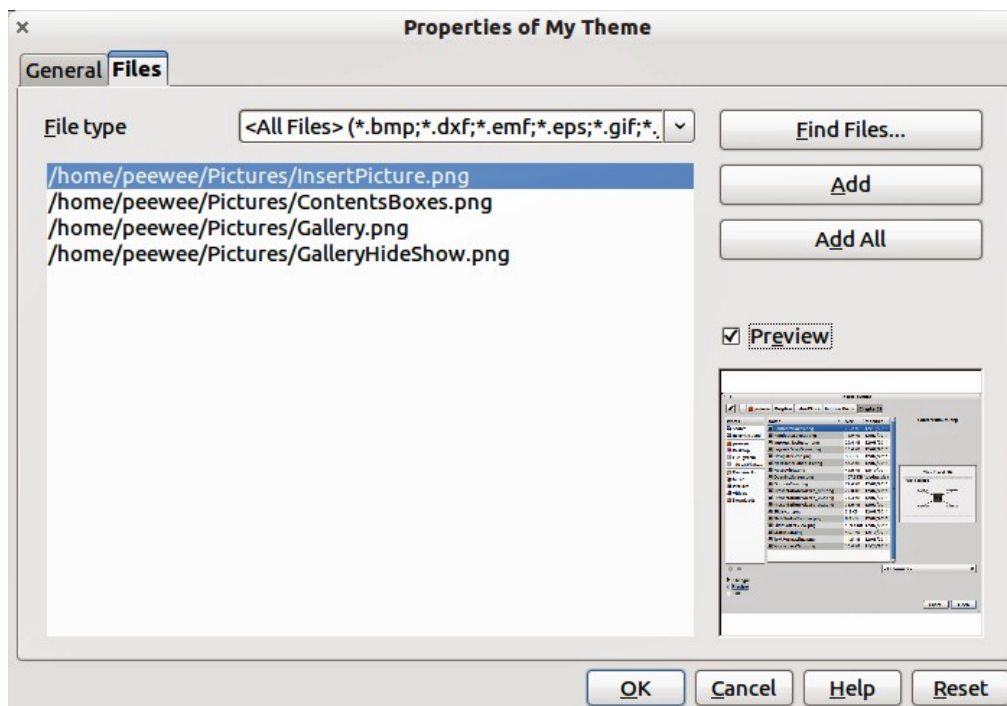 Properties of My Theme
General Files
File type
<All Files> (*.bmp;*.dxf;*.emf;*.eps;*.gif;*.
Find Files...
/home/peewee/Pictures/InsertPicture.png
/home/peewee/Pictures/ContentsBoxes.png
/home/peewee/Pictures/Gallery.png
/home/peewee/Pictures/GalleryHideShow.png
Add
Add All
Preview
OK
Cancel
Help
Reset